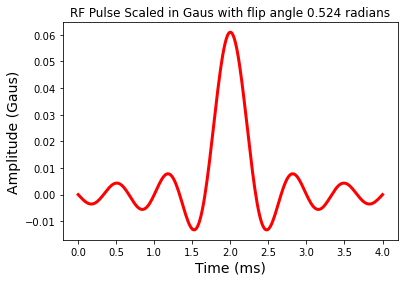 RF Pulse Scaled in Gaus with flip angle 0.524 radians
Amplitude (Gaus)
0.06
0.05
0.04
0.03
0.02
0.01
0.00
−0.01
0.0 0.5 1.0 1.5 2.0 2.5 3.0 3.5 4.0
Time (ms)